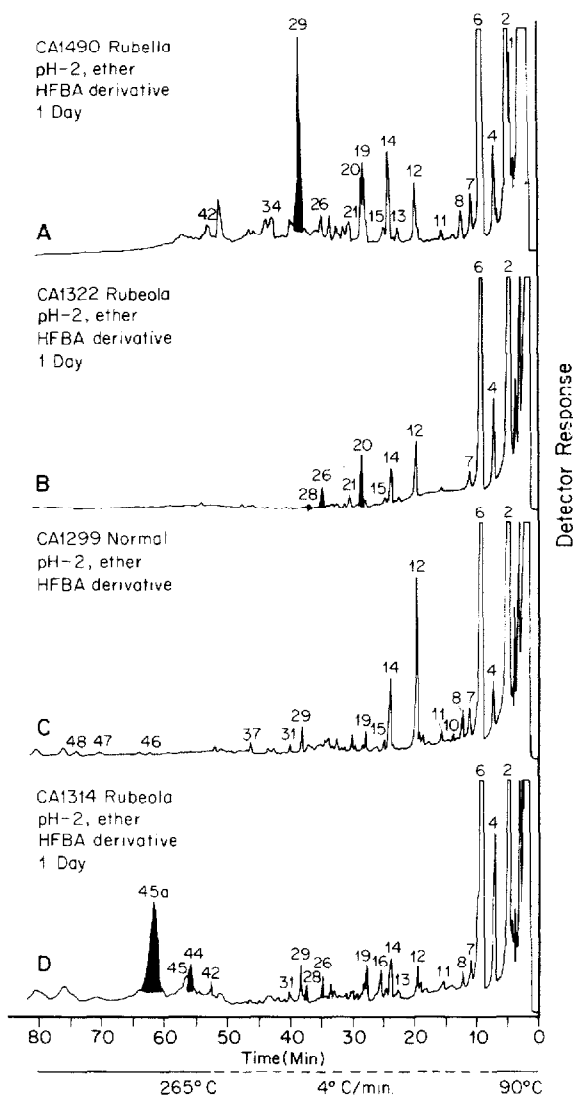 CA1490 Rubella
pH-2, ether
HFBA derivative
1 Day
A
42 34 29 26 21 20 19 15 14 13 12 11 8 7 6 4 2 1
CA1322 Rubeola
pH-2, ether
HFBA derivative
1 Day
B
28 26 21 20 15 14 12 7 6 4 2
CA1299 Normal
pH-2, ether
HFBA derivative
C
48 47 46 37 31 29 19 15 14 12 11 10 8 7 6 4 2
CA1314 Rubeola
pH-2, ether
HFBA derivative
1 Day
D
45a 45 44 42 31 29 28 26 19 16 14 13 12 11 8 7 6 4 2
Detector Response
80 70 60 50 40 30 20 10 0
Time(Min)
265°C 4°C/min. 90°C